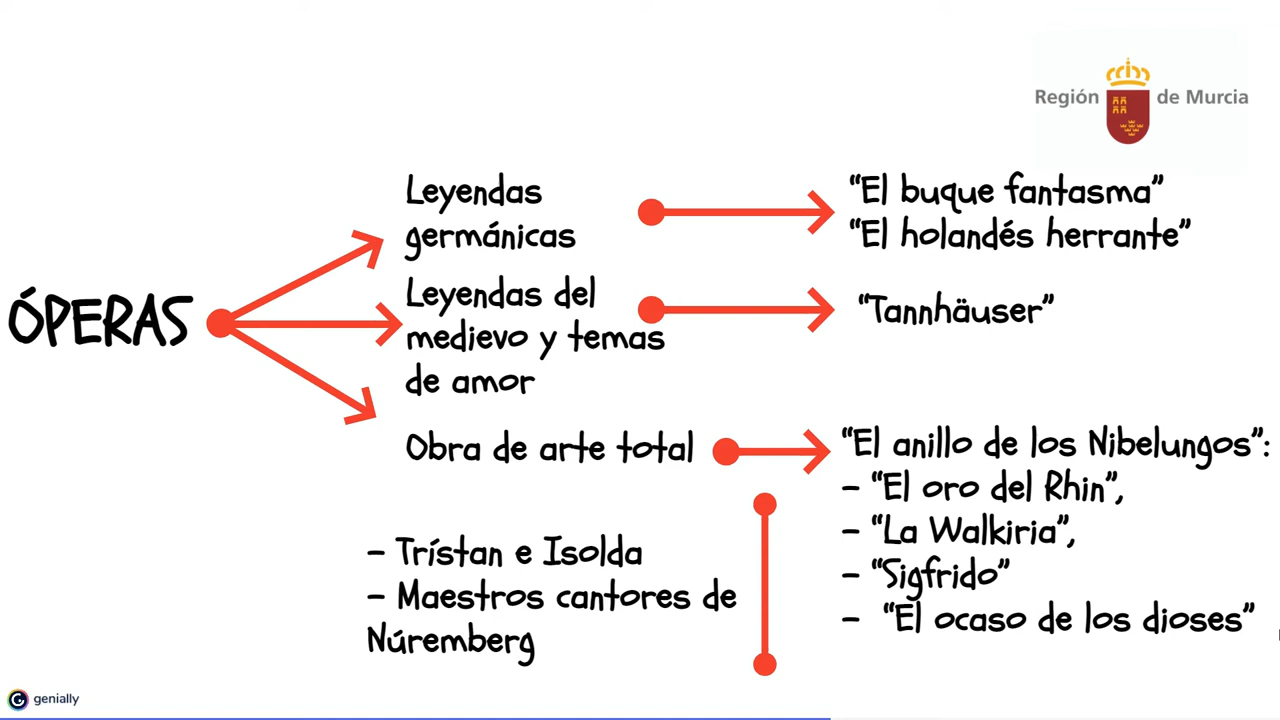 Región de Murcia
ÓPERAS
Leyendas
germánicas
“El buque fantasma”
“El holandés herrante”
Leyendas del
medievo y temas
de amor
“Tannhäuser”
Obra de arte total
“El anillo de los Nibelungos”:
- “El oro del Rhin”,
- “La Walkiria”,
- “Sigfrido”
- “El ocaso de los dioses”
- Trístan e Isolda
- Maestros cantores de
Núremberg
genially